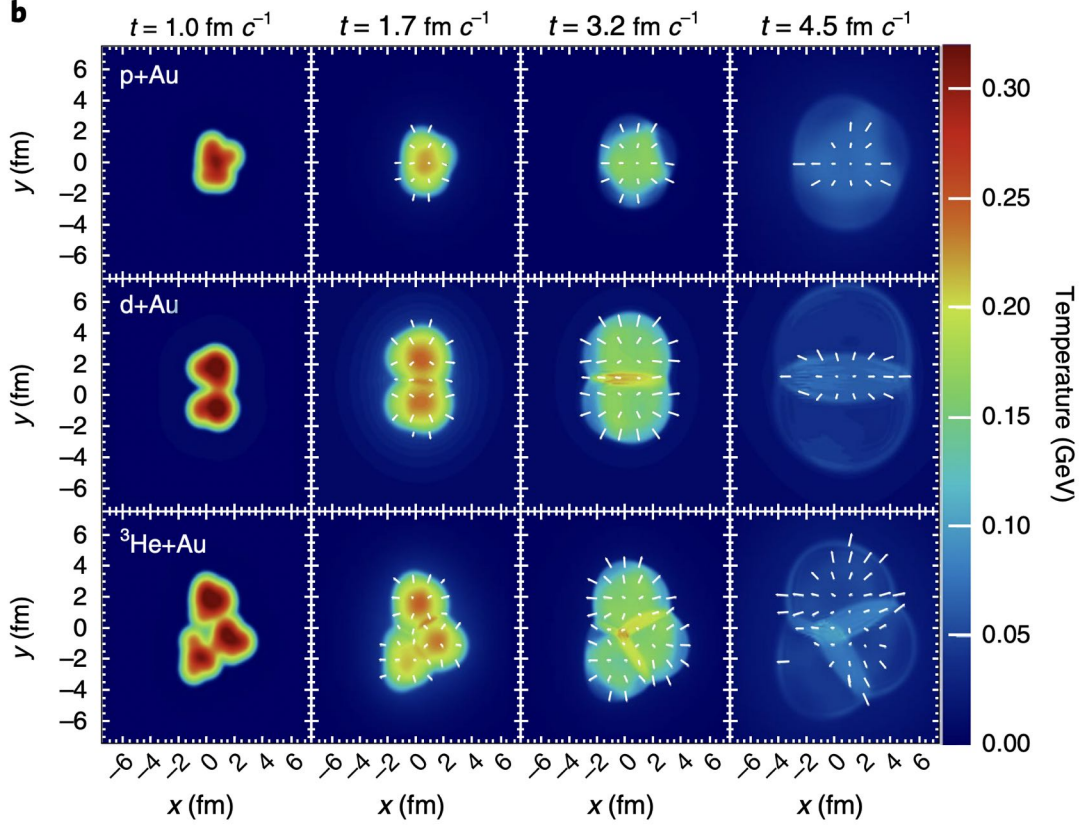 b
t = 1.0 fm c⁻¹ t = 1.7 fm c⁻¹ t = 3.2 fm c⁻¹ t = 4.5 fm c⁻¹
p+Au
6
4
2
0
−2
−4
−6
y (fm)
d+Au
6
4
2
0
−2
−4
−6
y (fm)
³He+Au
6
4
2
0
−2
−4
−6
y (fm)
−6 −4 −2 0 2 4 6 −6 −4 −2 0 2 4 6 −6 −4 −2 0 2 4 6 −6 −4 −2 0 2 4 6
x (fm) x (fm) x (fm) x (fm)
0.30
0.25
0.20
0.15
0.10
0.05
0.00
Temperature (GeV)